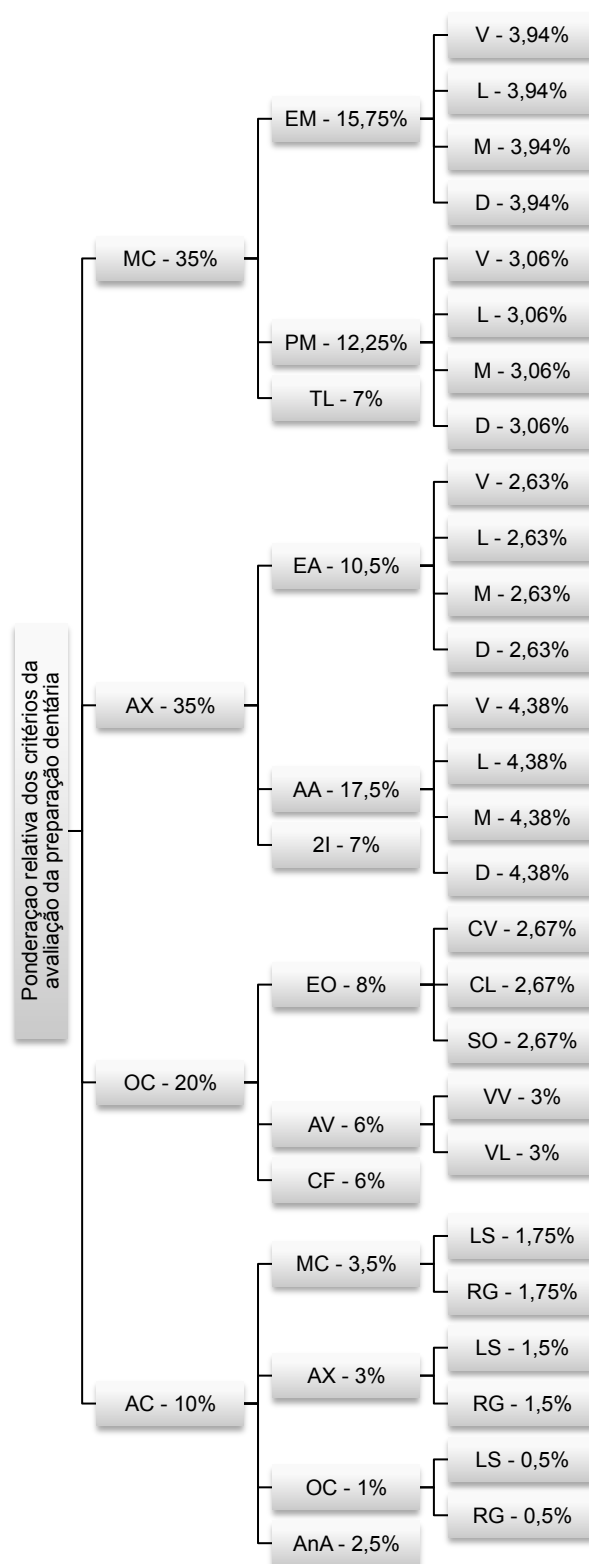 Ponderaçao relativa dos critérios da
avaliação da preparação dentária
MC - 35%
EM - 15,75%
V - 3,94%
L - 3,94%
M - 3,94%
D - 3,94%
PM - 12,25%
V - 3,06%
L - 3,06%
M - 3,06%
D - 3,06%
TL - 7%
AX - 35%
EA - 10,5%
V - 2,63%
L - 2,63%
M - 2,63%
D - 2,63%
AA - 17,5%
V - 4,38%
L - 4,38%
M - 4,38%
D - 4,38%
2I - 7%
OC - 20%
EO - 8%
CV - 2,67%
CL - 2,67%
SO - 2,67%
AV - 6%
VV - 3%
VL - 3%
CF - 6%
AC - 10%
MC - 3,5%
LS - 1,75%
RG - 1,75%
AX - 3%
LS - 1,5%
RG - 1,5%
OC - 1%
LS - 0,5%
RG - 0,5%
AnA - 2,5%